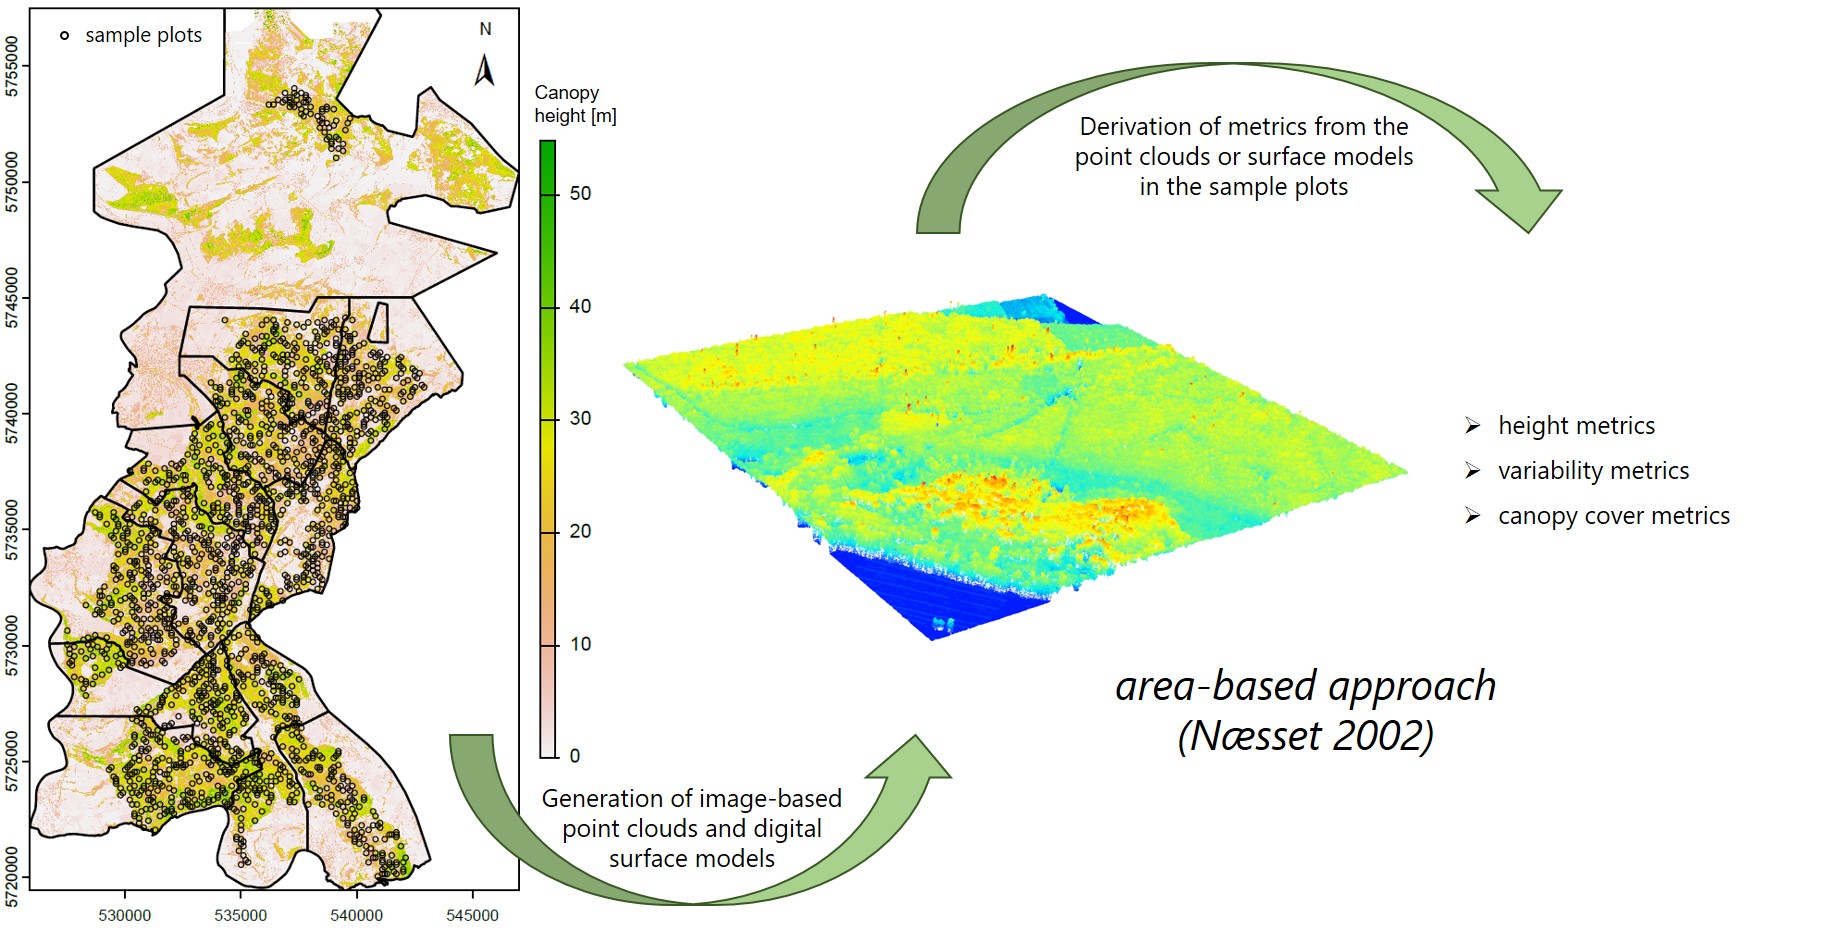 sample plots
N
5755000
5750000
5745000
5740000
5735000
5730000
5725000
5720000
530000
535000
540000
545000
Canopy
height [m]
50
40
30
20
10
0
Generation of image-based
point clouds and digital
surface models
Derivation of metrics from the
point clouds or surface models
in the sample plots
area-based approach
(Næsset 2002)
height metrics
variability metrics
canopy cover metrics